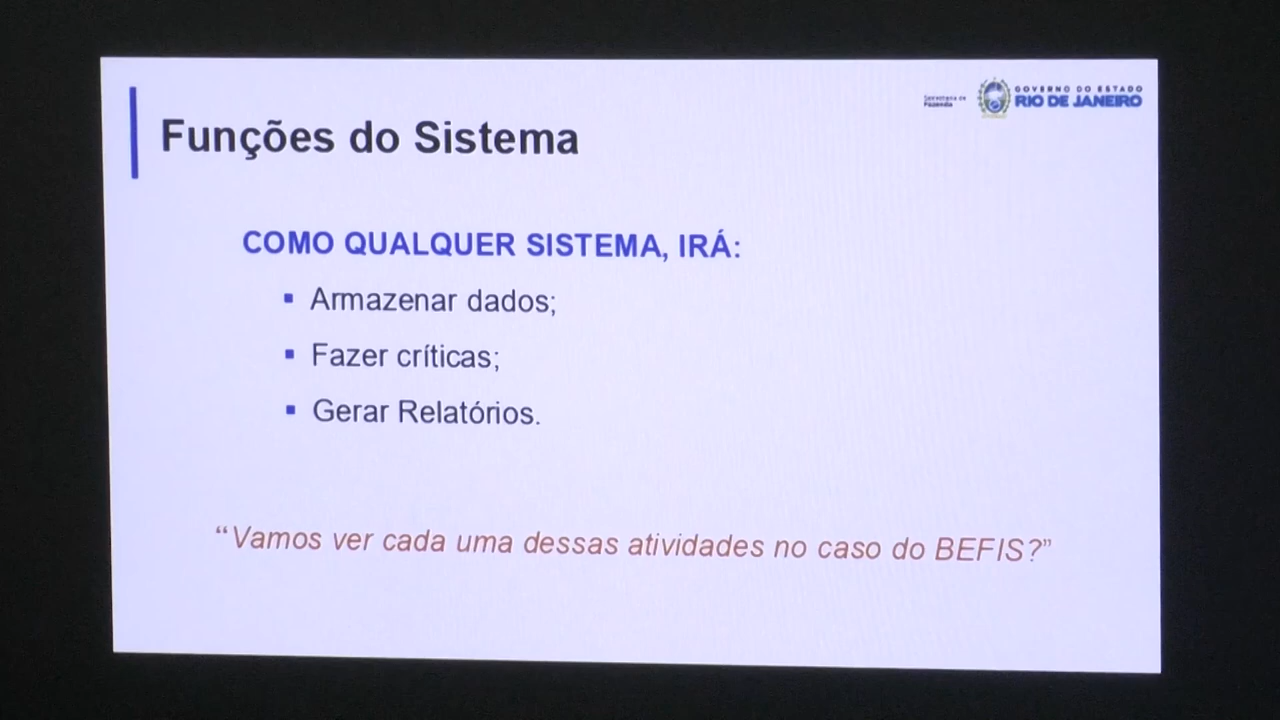 Secretaria de
Fazenda
GOVERNO DO ESTADO
RIO DE JANEIRO
Funções do Sistema
COMO QUALQUER SISTEMA, IRÁ:
▪ Armazenar dados;
▪ Fazer críticas;
▪ Gerar Relatórios.
“Vamos ver cada uma dessas atividades no caso do BEFIS?”